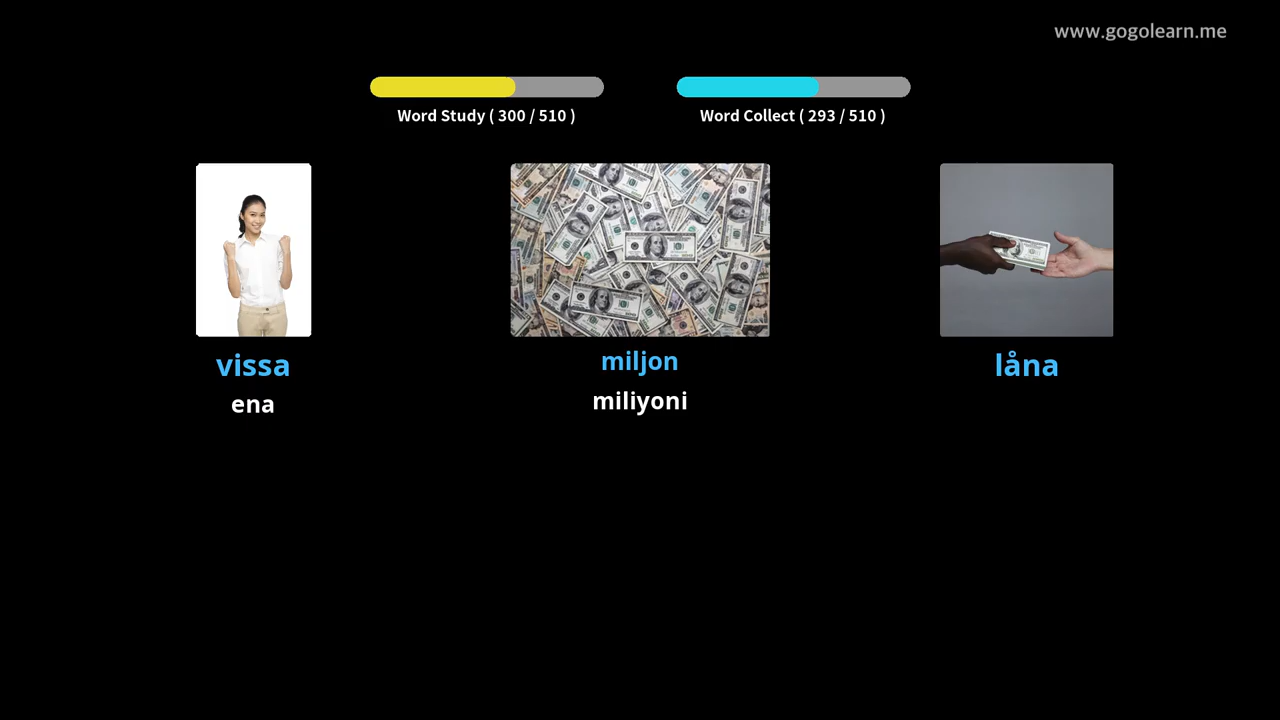 www.gogolearn.me
Word Study ( 300 / 510 )
Word Collect ( 293 / 510 )
vissa
ena
miljon
miliyoni
låna